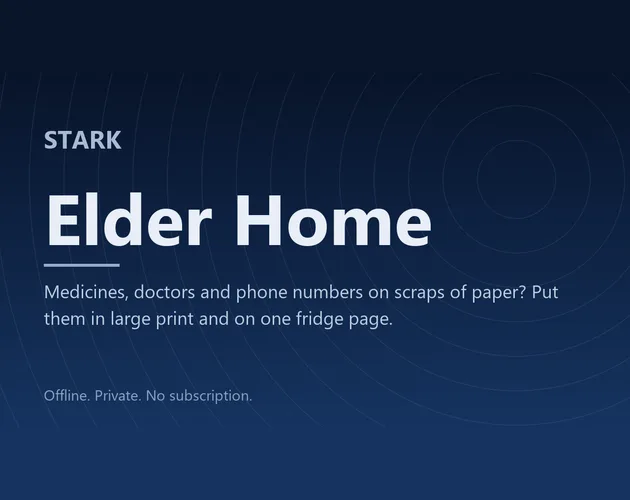 STARK
Elder Home
Medicines, doctors and phone numbers on scraps of paper? Put
them in large print and on one fridge page.
Offline. Private. No subscription.